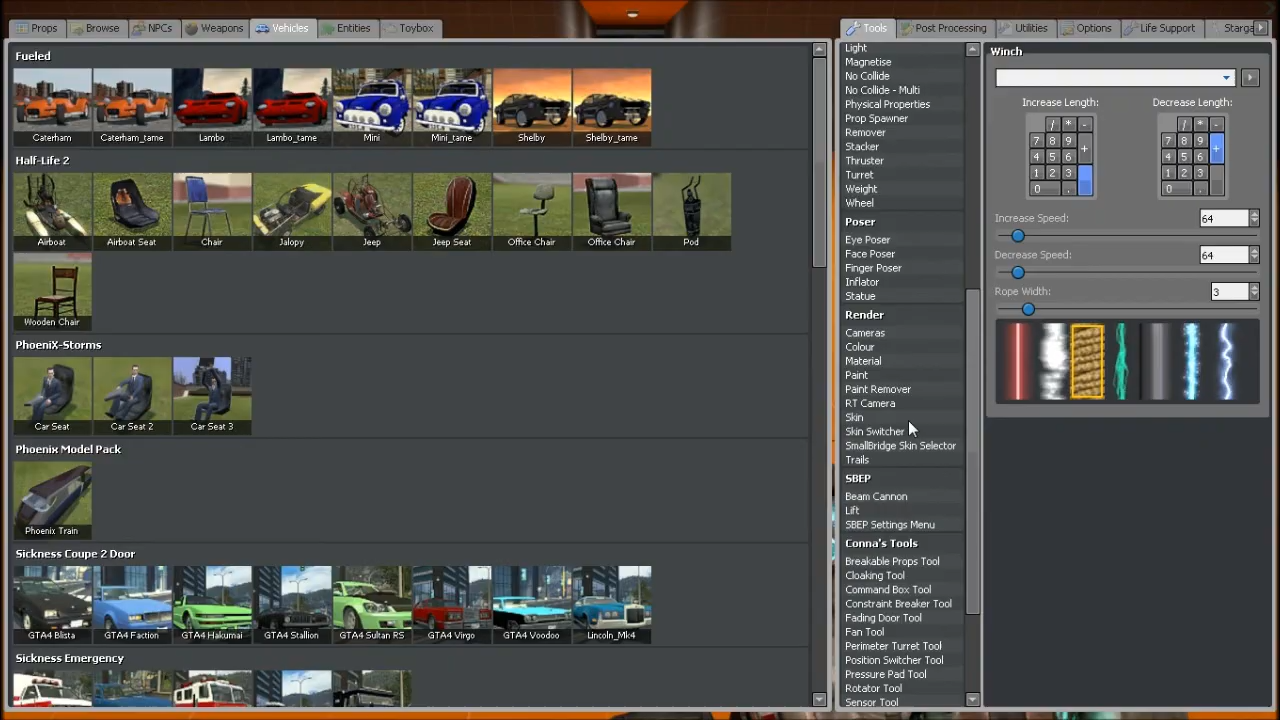 Props Browse NPCs Weapons Vehicles Entities Toybox
Fueled
Caterham Caterham_tame Lambo Lambo_tame Mini Mini_tame Shelby Shelby_tame
Half-Life 2
Airboat Airboat Seat Chair Jalopy Jeep Jeep Seat Office Chair Office Chair Pod
Wooden Chair
PhoeniX-Storms
Car Seat Car Seat 2 Car Seat 3
Phoenix Model Pack
Phoenix Train
Sickness Coupe 2 Door
GTA4 Blista GTA4 Faction GTA4 Hakumai GTA4 Stallion GTA4 Sultan RS GTA4 Virgo GTA4 Voodoo Lincoln_Mk4
Sickness Emergency
Tools Post Processing Utilities Options Life Support Starga
Light
Magnetise
No Collide
No Collide - Multi
Physical Properties
Prop Spawner
Remover
Stacker
Thruster
Turret
Weight
Wheel
Poser
Eye Poser
Face Poser
Finger Poser
Inflator
Statue
Render
Cameras
Colour
Material
Paint
Paint Remover
RT Camera
Skin
Skin Switcher
SmallBridge Skin Selector
Trails
SBEP
Beam Cannon
Lift
SBEP Settings Menu
Conna's Tools
Breakable Props Tool
Cloaking Tool
Command Box Tool
Constraint Breaker Tool
Fading Door Tool
Fan Tool
Perimeter Turret Tool
Position Switcher Tool
Pressure Pad Tool
Rotator Tool
Sensor Tool
Winch
Increase Length: Decrease Length:
/ * - / * -
7 8 9 + 7 8 9 +
4 5 6 4 5 6
1 2 3 1 2 3
0 . 0 .
Increase Speed: 64
Decrease Speed: 64
Rope Width: 3